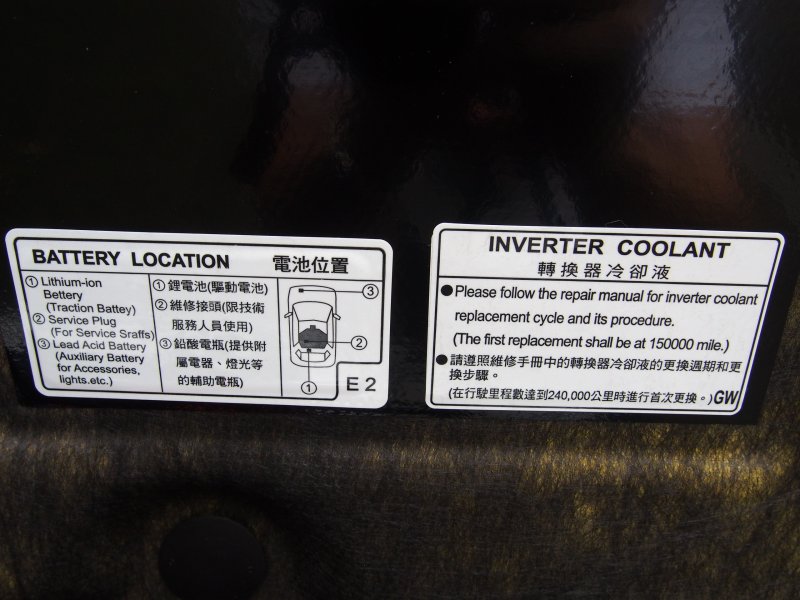 BATTERY LOCATION 電池位置
① Lithium-ion
Bettery
(Traction Battey)
② Service Plug
(For Service Sraffs)
③ Lead Acid Battery
(Auxiliary Battery
for Accessories,
lights.etc.)
① 鋰電池(驅動電池)
② 維修接頭(限技術
服務人員使用)
③ 鉛酸電瓶(提供附
屬電器、燈光等
的輔助電瓶)
③
②
①
E 2
INVERTER COOLANT
轉換器冷卻液
●Please follow the repair manual for inverter coolant
replacement cycle and its procedure.
(The first replacement shall be at 150000 mile.)
●請遵照維修手冊中的轉換器冷卻液的更換週期和更
換步驟。
(在行駛里程數達到240,000公里時進行首次更換。)GW